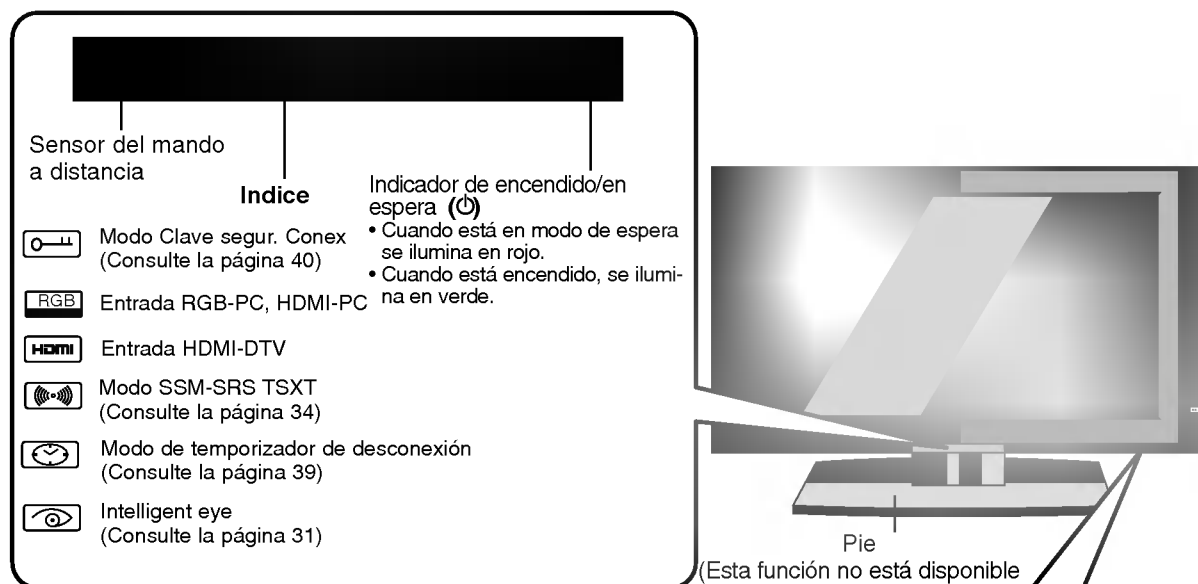 Sensor del mando
a distancia
Indice
Indicador de encendido/en
espera (⏻)
• Cuando está en modo de espera
se ilumina en rojo.
• Cuando está encendido, se ilumi-
na en verde.
Modo Clave segur. Conex
(Consulte la página 40)
RGB
Entrada RGB-PC, HDMI-PC
HDMI
Entrada HDMI-DTV
Modo SSM-SRS TSXT
(Consulte la página 34)
Modo de temporizador de desconexión
(Consulte la página 39)
Intelligent eye
(Consulte la página 31)
Pie
(Esta función no está disponible